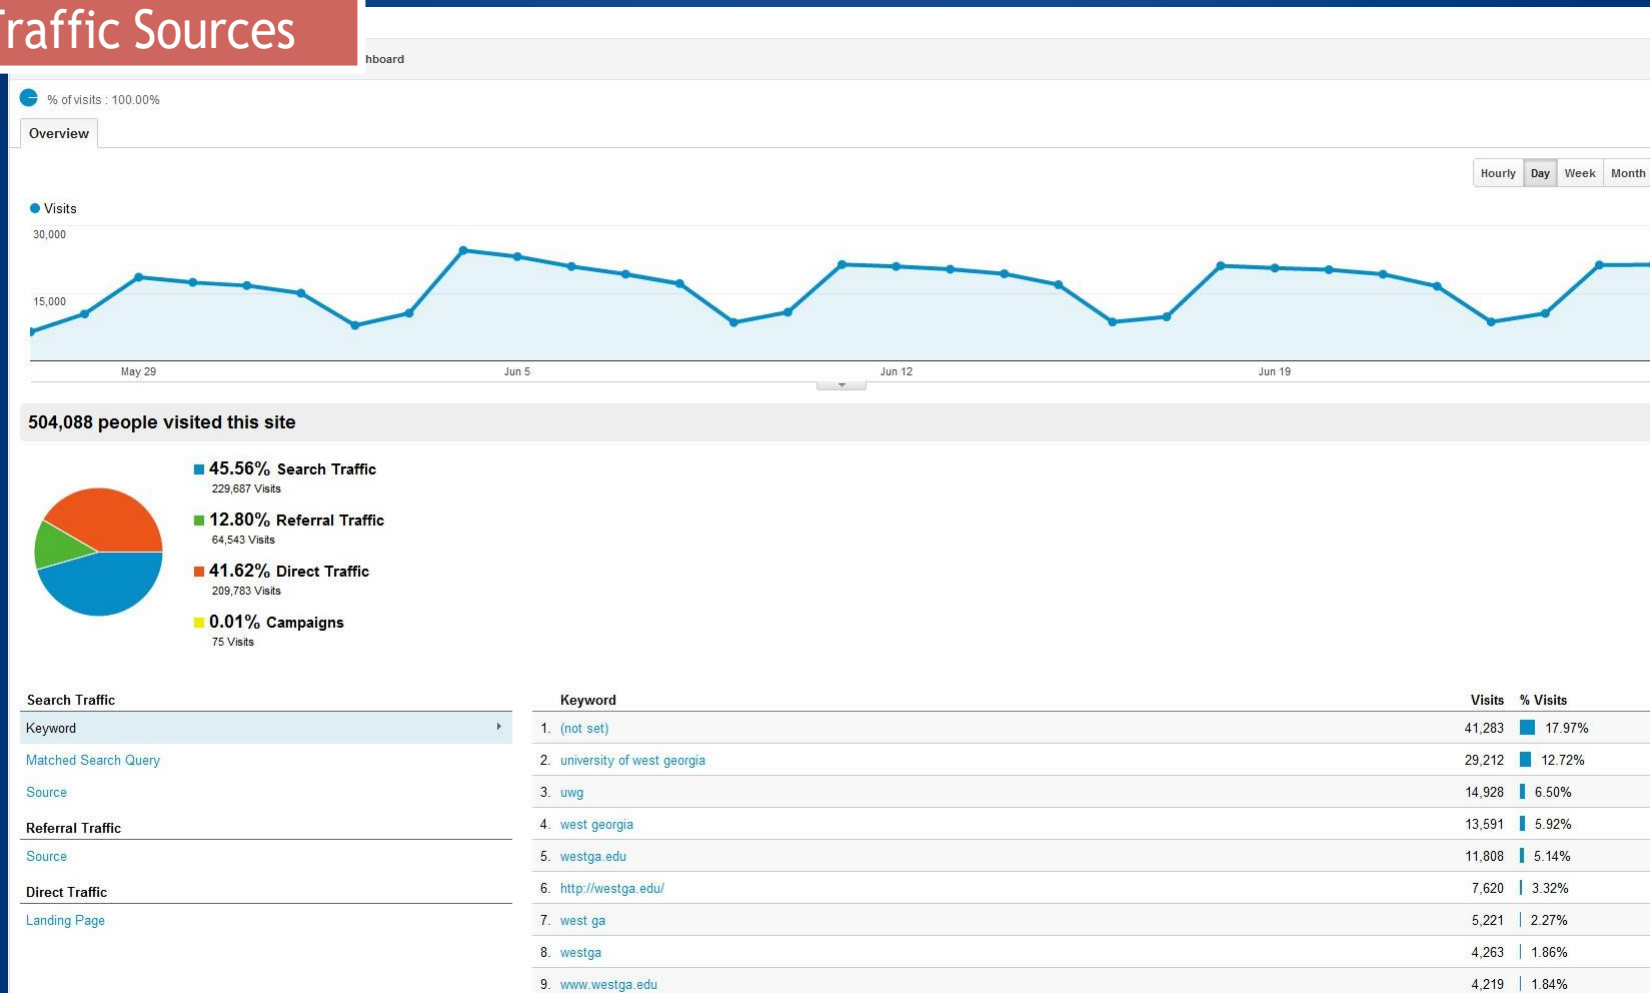 Traffic Sources
hboard
% of visits : 100.00%
Overview
Hourly Day Week Month
Visits
30,000
15,000
May 29 Jun 5 Jun 12 Jun 19
504,088 people visited this site
45.56% Search Traffic
229,687 Visits
12.80% Referral Traffic
64,543 Visits
41.62% Direct Traffic
209,783 Visits
0.01% Campaigns
75 Visits
Search Traffic
Keyword
Matched Search Query
Source
Referral Traffic
Source
Direct Traffic
Landing Page
Keyword Visits % Visits
1. (not set) 41,283 17.97%
2. university of west georgia 29,212 12.72%
3. uwg 14,928 6.50%
4. west georgia 13,591 5.92%
5. westga.edu 11,808 5.14%
6. http://westga.edu/ 7,620 3.32%
7. west ga 5,221 2.27%
8. westga 4,263 1.86%
9. www.westga.edu 4,219 1.84%